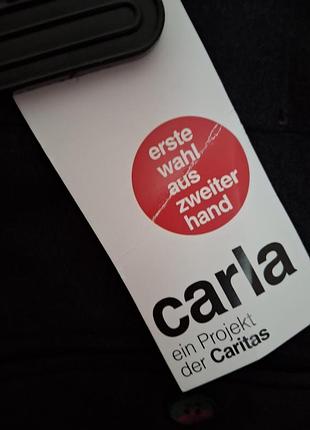 erste
wahl
aus
zweiter
hand
carla
ein Projekt
der Caritas